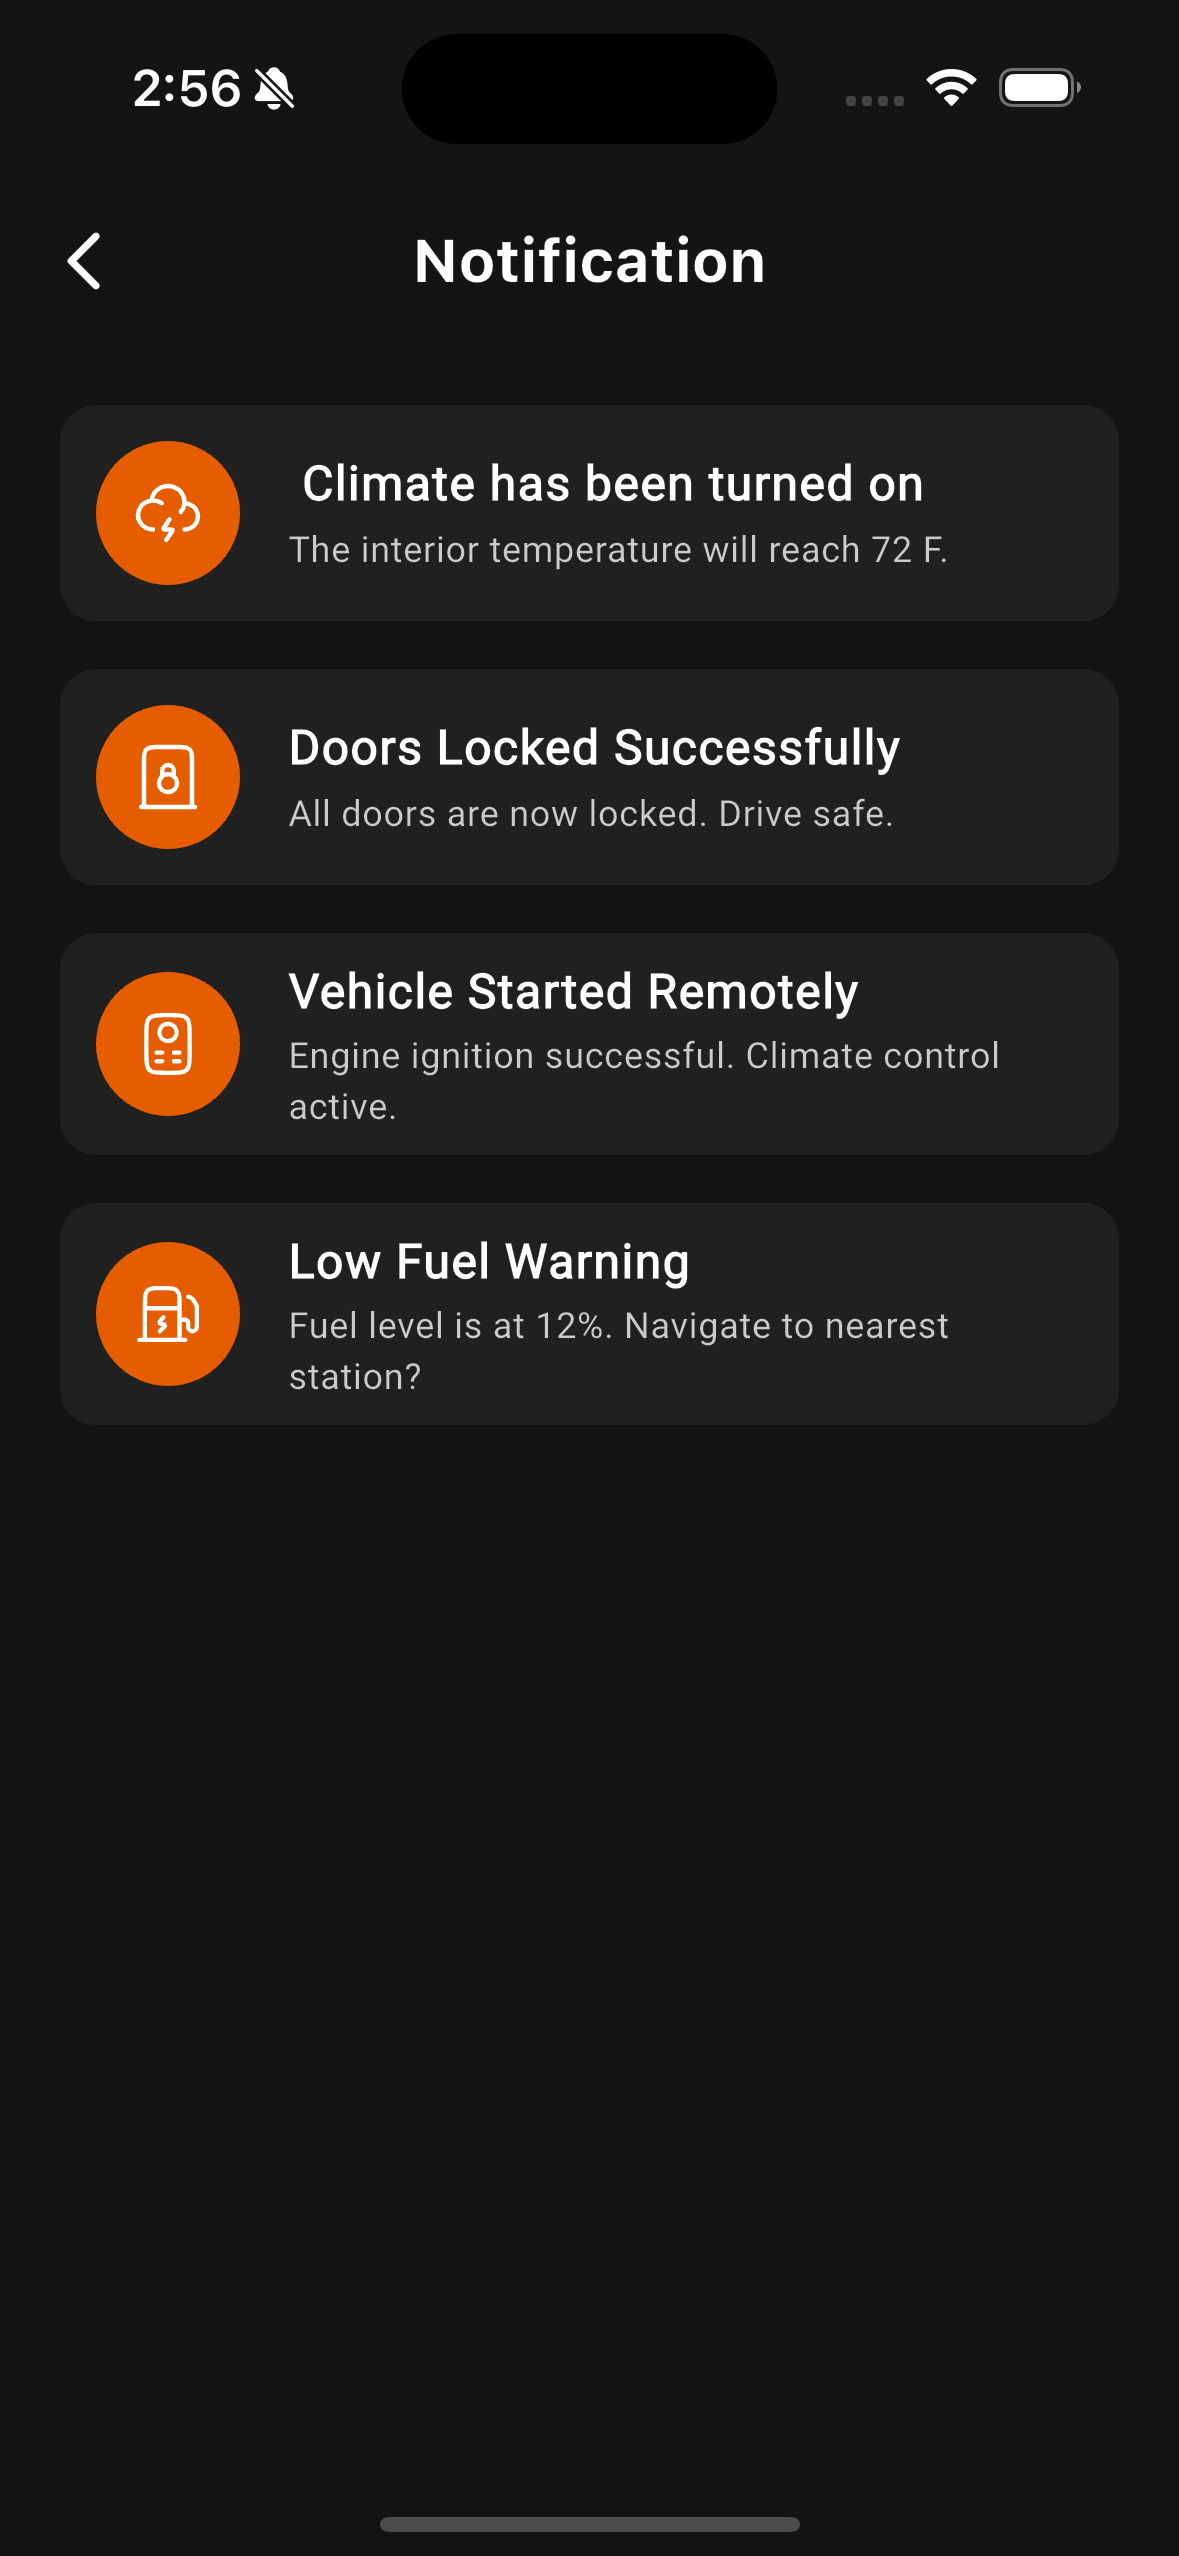 2:56
Notification
Climate has been turned on
The interior temperature will reach 72 F.
Doors Locked Successfully
All doors are now locked. Drive safe.
Vehicle Started Remotely
Engine ignition successful. Climate control
active.
Low Fuel Warning
Fuel level is at 12%. Navigate to nearest
station?